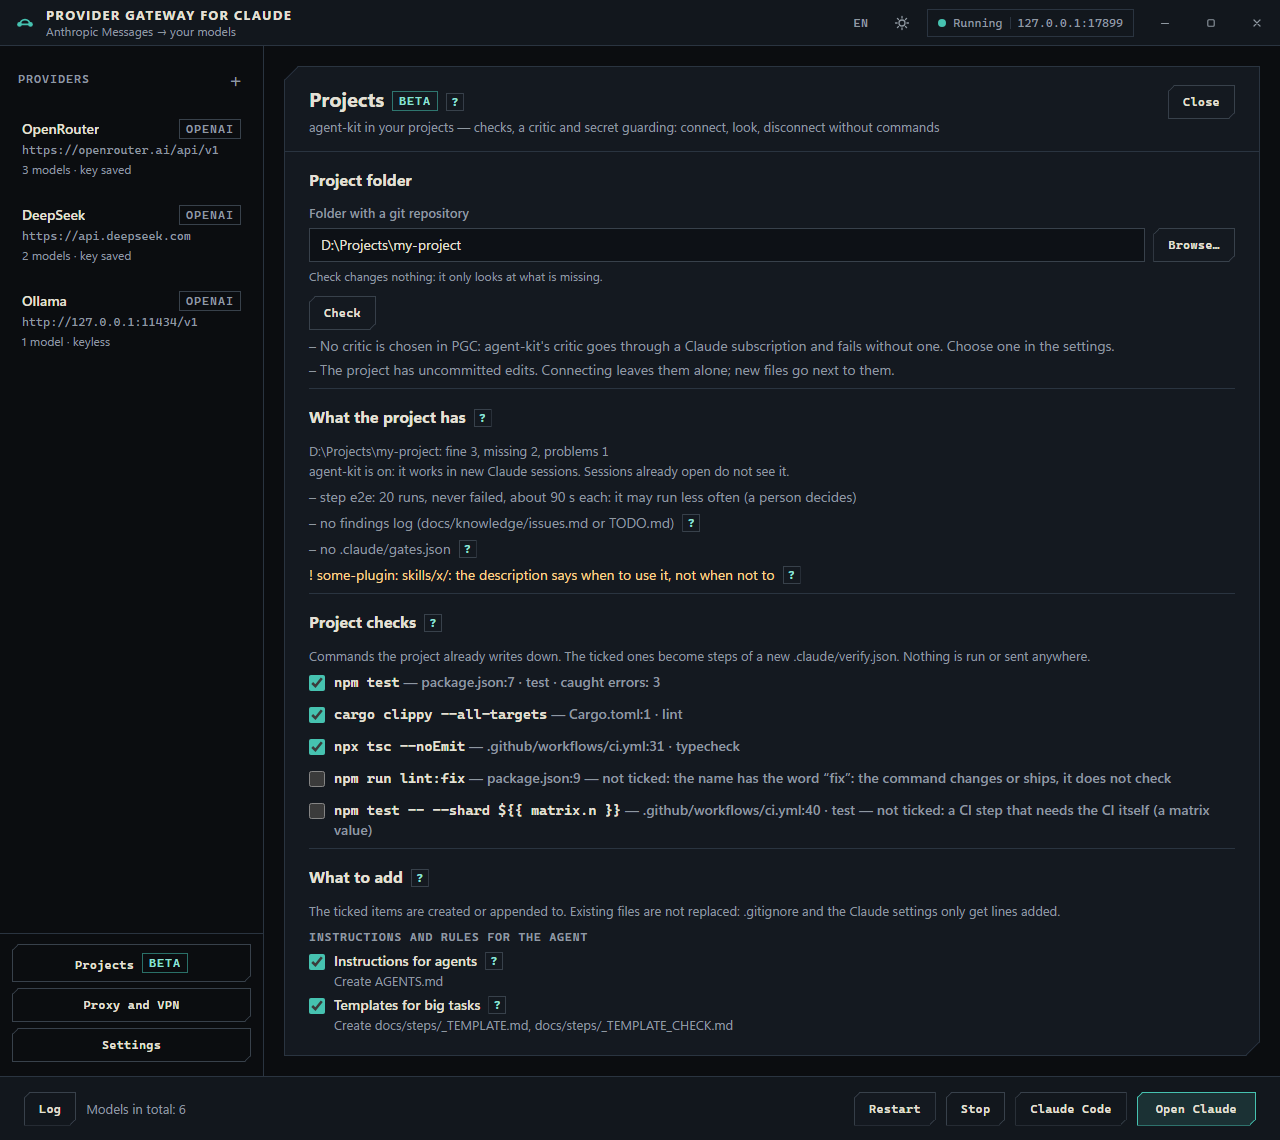 PROVIDER GATEWAY FOR CLAUDE
Anthropic Messages → your models
EN
Running
127.0.0.1:17899
PROVIDERS
+
OpenRouter
OPENAI
https://openrouter.ai/api/v1
3 models · key saved
DeepSeek
OPENAI
https://api.deepseek.com
2 models · key saved
Ollama
OPENAI
http://127.0.0.1:11434/v1
1 model · keyless
Projects BETA
Proxy and VPN
Settings
Projects BETA ?
Close
agent-kit in your projects — checks, a critic and secret guarding: connect, look, disconnect without commands
Project folder
Folder with a git repository
D:\Projects\my-project
Browse…
Check changes nothing: it only looks at what is missing.
Check
– No critic is chosen in PGC: agent-kit's critic goes through a Claude subscription and fails without one. Choose one in the settings.
– The project has uncommitted edits. Connecting leaves them alone; new files go next to them.
What the project has ?
D:\Projects\my-project: fine 3, missing 2, problems 1
agent-kit is on: it works in new Claude sessions. Sessions already open do not see it.
– step e2e: 20 runs, never failed, about 90 s each: it may run less often (a person decides)
– no findings log (docs/knowledge/issues.md or TODO.md) ?
– no .claude/gates.json ?
! some-plugin: skills/x/: the description says when to use it, not when not to ?
Project checks ?
Commands the project already writes down. The ticked ones become steps of a new .claude/verify.json. Nothing is run or sent anywhere.
npm test — package.json:7 · test · caught errors: 3
cargo clippy --all-targets — Cargo.toml:1 · lint
npx tsc --noEmit — .github/workflows/ci.yml:31 · typecheck
npm run lint:fix — package.json:9 — not ticked: the name has the word “fix”: the command changes or ships, it does not check
npm test -- --shard ${{ matrix.n }} — .github/workflows/ci.yml:40 · test — not ticked: a CI step that needs the CI itself (a matrix
value)
What to add ?
The ticked items are created or appended to. Existing files are not replaced: .gitignore and the Claude settings only get lines added.
INSTRUCTIONS AND RULES FOR THE AGENT
Instructions for agents ?
Create AGENTS.md
Templates for big tasks ?
Create docs/steps/_TEMPLATE.md, docs/steps/_TEMPLATE_CHECK.md
Log
Models in total: 6
Restart
Stop
Claude Code
Open Claude